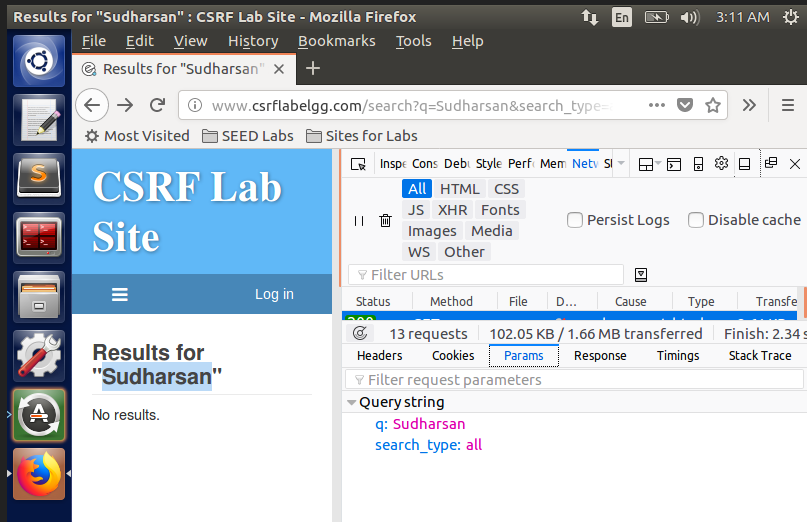 Results for "Sudharsan" : CSRF Lab Site - Mozilla Firefox
En
3:11 AM
File Edit View History Bookmarks Tools Help
Results for "Sudharsan"
www.csrflabelgg.com/search?q=Sudharsan&search_type=
Most Visited SEED Labs Sites for Labs
CSRF Lab
Site
Log in
Results for
"Sudharsan"
No results.
Inspe Cons Debu Style Perf Mem Netw St
All HTML CSS
JS XHR Fonts
Images Media
WS Other
Persist Logs Disable cache
Filter URLs
Status Method File D... Cause Type Transfe
13 requests 102.05 KB / 1.66 MB transferred Finish: 2.34 s
Headers Cookies Params Response Timings Stack Trace
Filter request parameters
Query string
q: Sudharsan
search_type: all